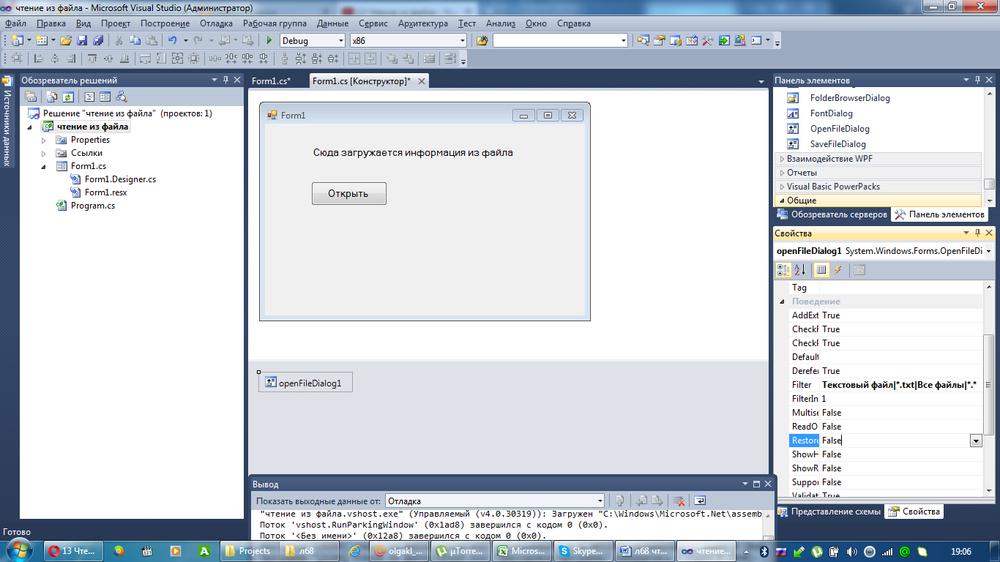 чтение из файла - Microsoft Visual Studio (Администратор)
Файл Правка Вид Проект Построение Отладка Рабочая группа Данные Сервис Архитектура Тест Анализ Окно Справка
Debug x86
Источники данных
Обозреватель решений
Решение "чтение из файла" (проектов: 1)
чтение из файла
Properties
Ссылки
Form1.cs
Form1.Designer.cs
Form1.resx
Program.cs
Form1.cs* Form1.cs [Конструктор]*
Form1
Сюда загружается информация из файла
Открыть
openFileDialog1
Вывод
Показать выходные данные от: Отладка
"чтение из файла.vshost.exe" (Управляемый (v4.0.30319)): Загружен "C:\Windows\Microsoft.Net\assemb
Поток 'vshost.RunParkingWindow' (0x1ad8) завершился с кодом 0 (0x0).
Поток '<Без имени>' (0x12a8) завершился с кодом 0 (0x0).
Панель элементов
FolderBrowserDialog
FontDialog
OpenFileDialog
SaveFileDialog
Взаимодействие WPF
Отчеты
Visual Basic PowerPacks
Общие
Обозреватель серверов Панель элементов
Свойства
openFileDialog1 System.Windows.Forms.OpenFileDi
Tag
Поведение
AddExt True
CheckF True
CheckF True
Default
Derefer True
Filter Текстовый файл|*.txt|Все файлы|*.*
FilterIn 1
Multise False
ReadO False
Restore False
ShowH False
ShowR False
Suppor False
Validat True
Представление схемы Свойства
Готово
13 Чте... Projects л68 olgakl_... µTorre... Micros... Skype... л68 чт... чтение... 19:06